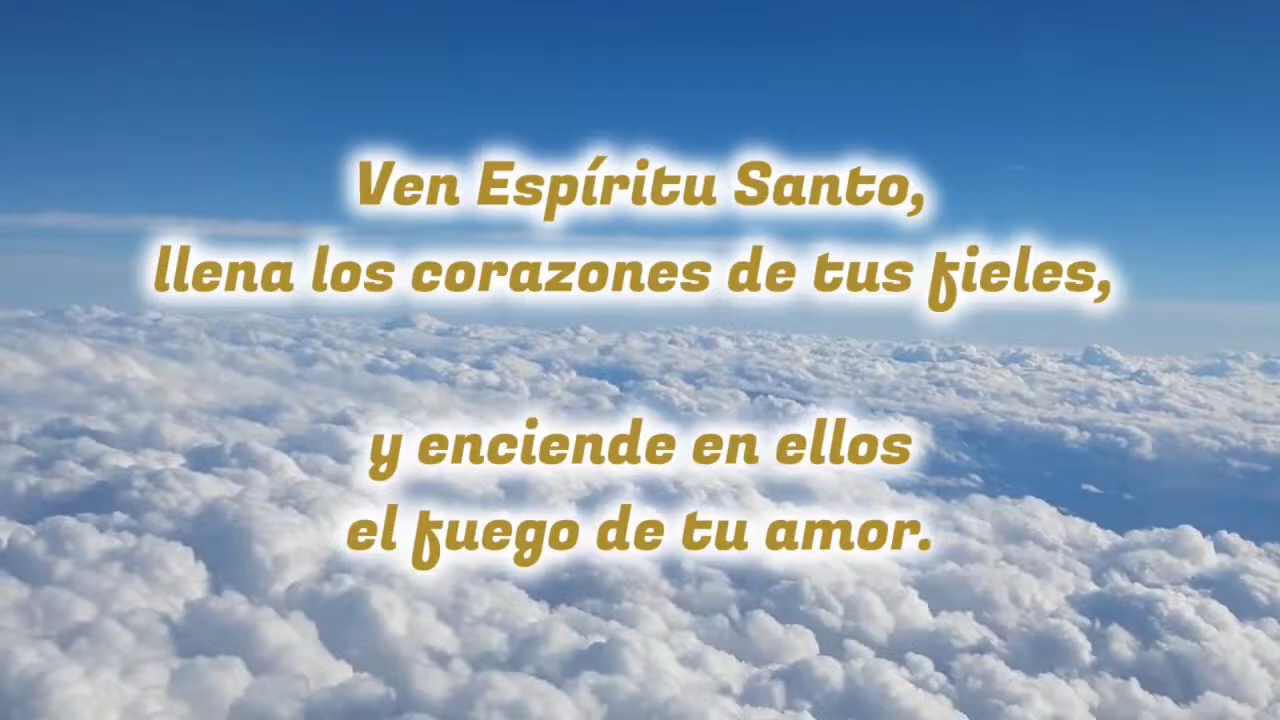 Ven Espíritu Santo,
llena los corazones de tus fieles,
y enciende en ellos
el fuego de tu amor.